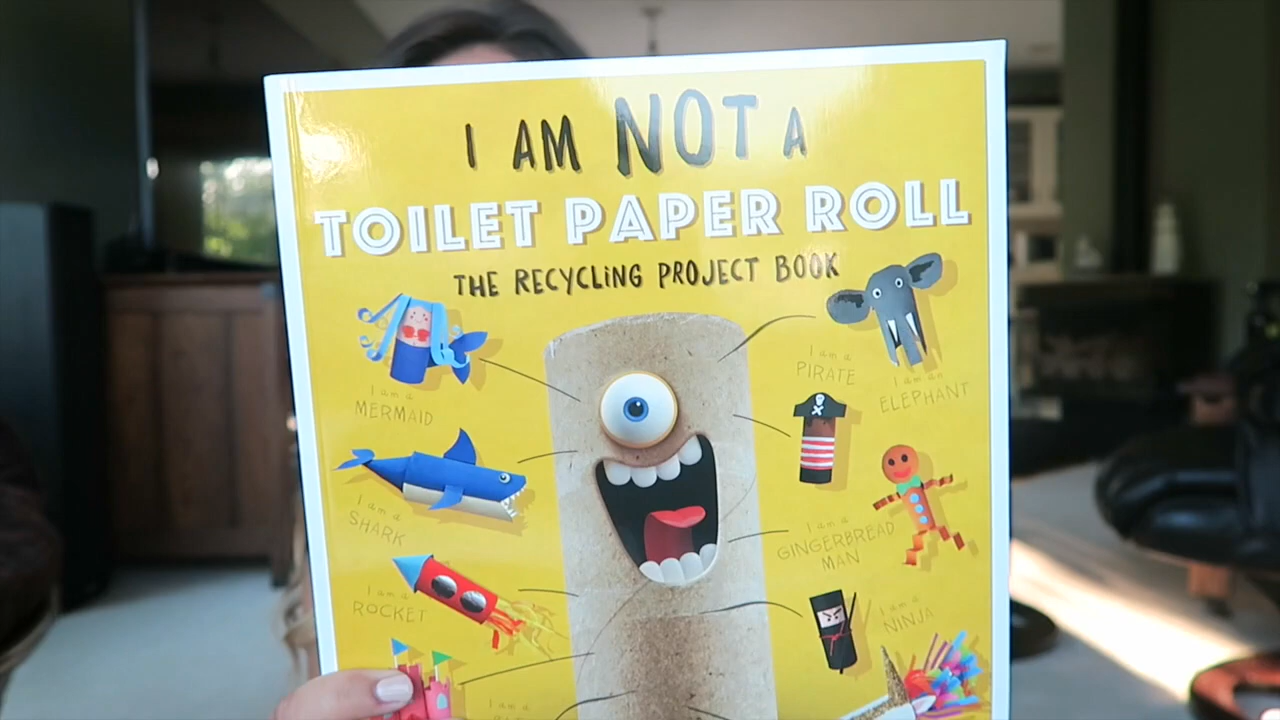 I AM NOT A
TOILET PAPER ROLL
THE RECYCLING PROJECT BOOK
I am a
MERMAID
I am a
PIRATE
I am an
ELEPHANT
I am a
SHARK
I am a
GINGERBREAD
MAN
I am a
ROCKET
I am a
NINJA
I am a